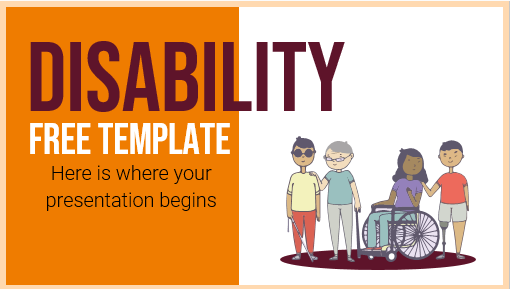 DISABILITY
FREE TEMPLATE
Here is where your
presentation begins